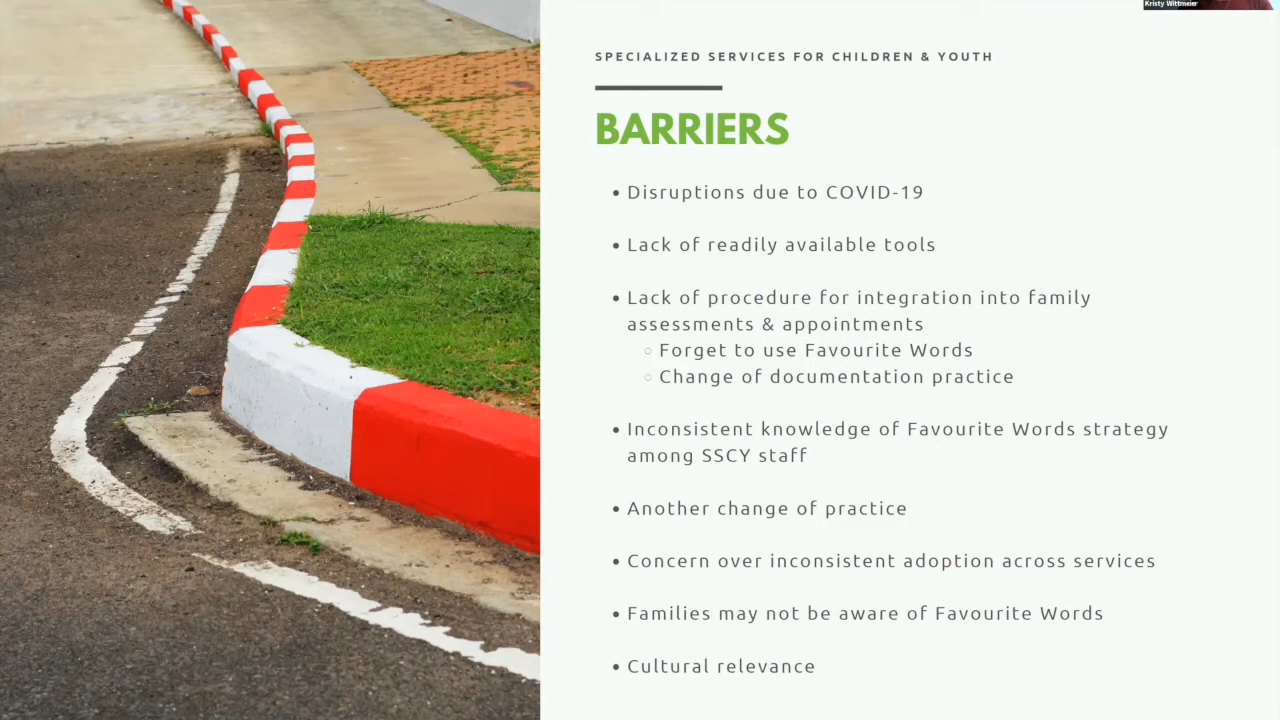 Kristy Wittmeier
SPECIALIZED SERVICES FOR CHILDREN & YOUTH
BARRIERS
• Disruptions due to COVID-19
• Lack of readily available tools
• Lack of procedure for integration into family
assessments & appointments
○ Forget to use Favourite Words
○ Change of documentation practice
• Inconsistent knowledge of Favourite Words strategy
among SSCY staff
• Another change of practice
• Concern over inconsistent adoption across services
• Families may not be aware of Favourite Words
• Cultural relevance